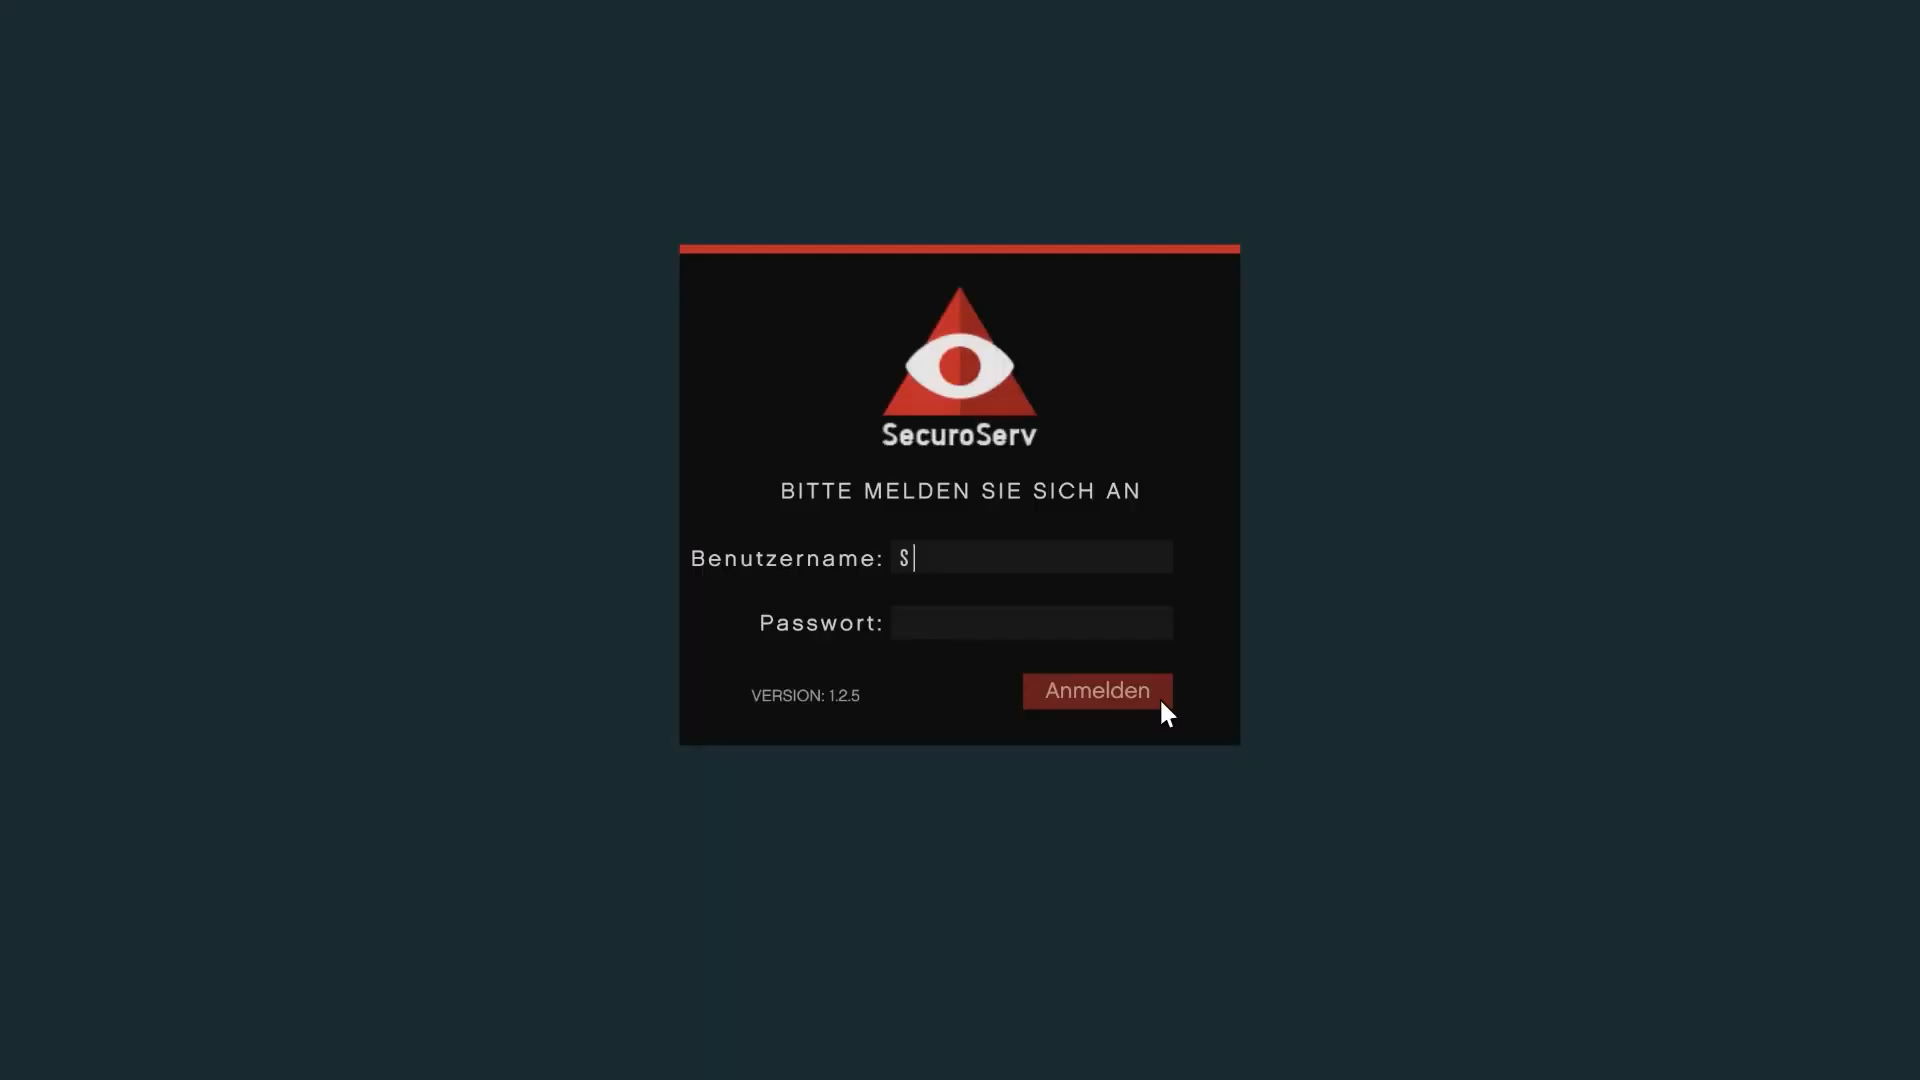 SecuroServ
BITTE MELDEN SIE SICH AN
Benutzername: S
Passwort:
VERSION: 1.2.5
Anmelden